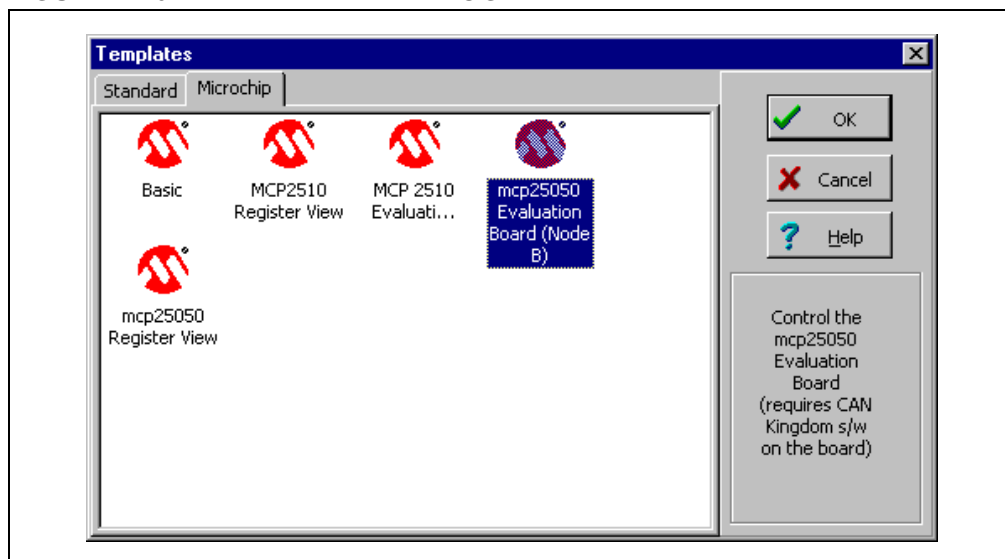 Templates
Standard
Microchip
OK
Basic
MCP2510
Register View
MCP 2510
Evaluati...
mcp25050
Evaluation
Board (Node
B)
Cancel
Help
mcp25050
Register View
Control the
mcp25050
Evaluation
Board
(requires CAN
Kingdom s/w
on the board)